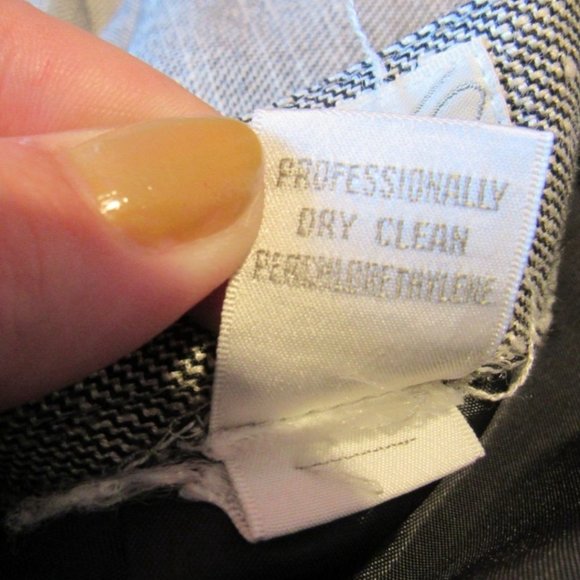 PROFESSIONALLY
DRY CLEAN
PERCHLORETHYLENE